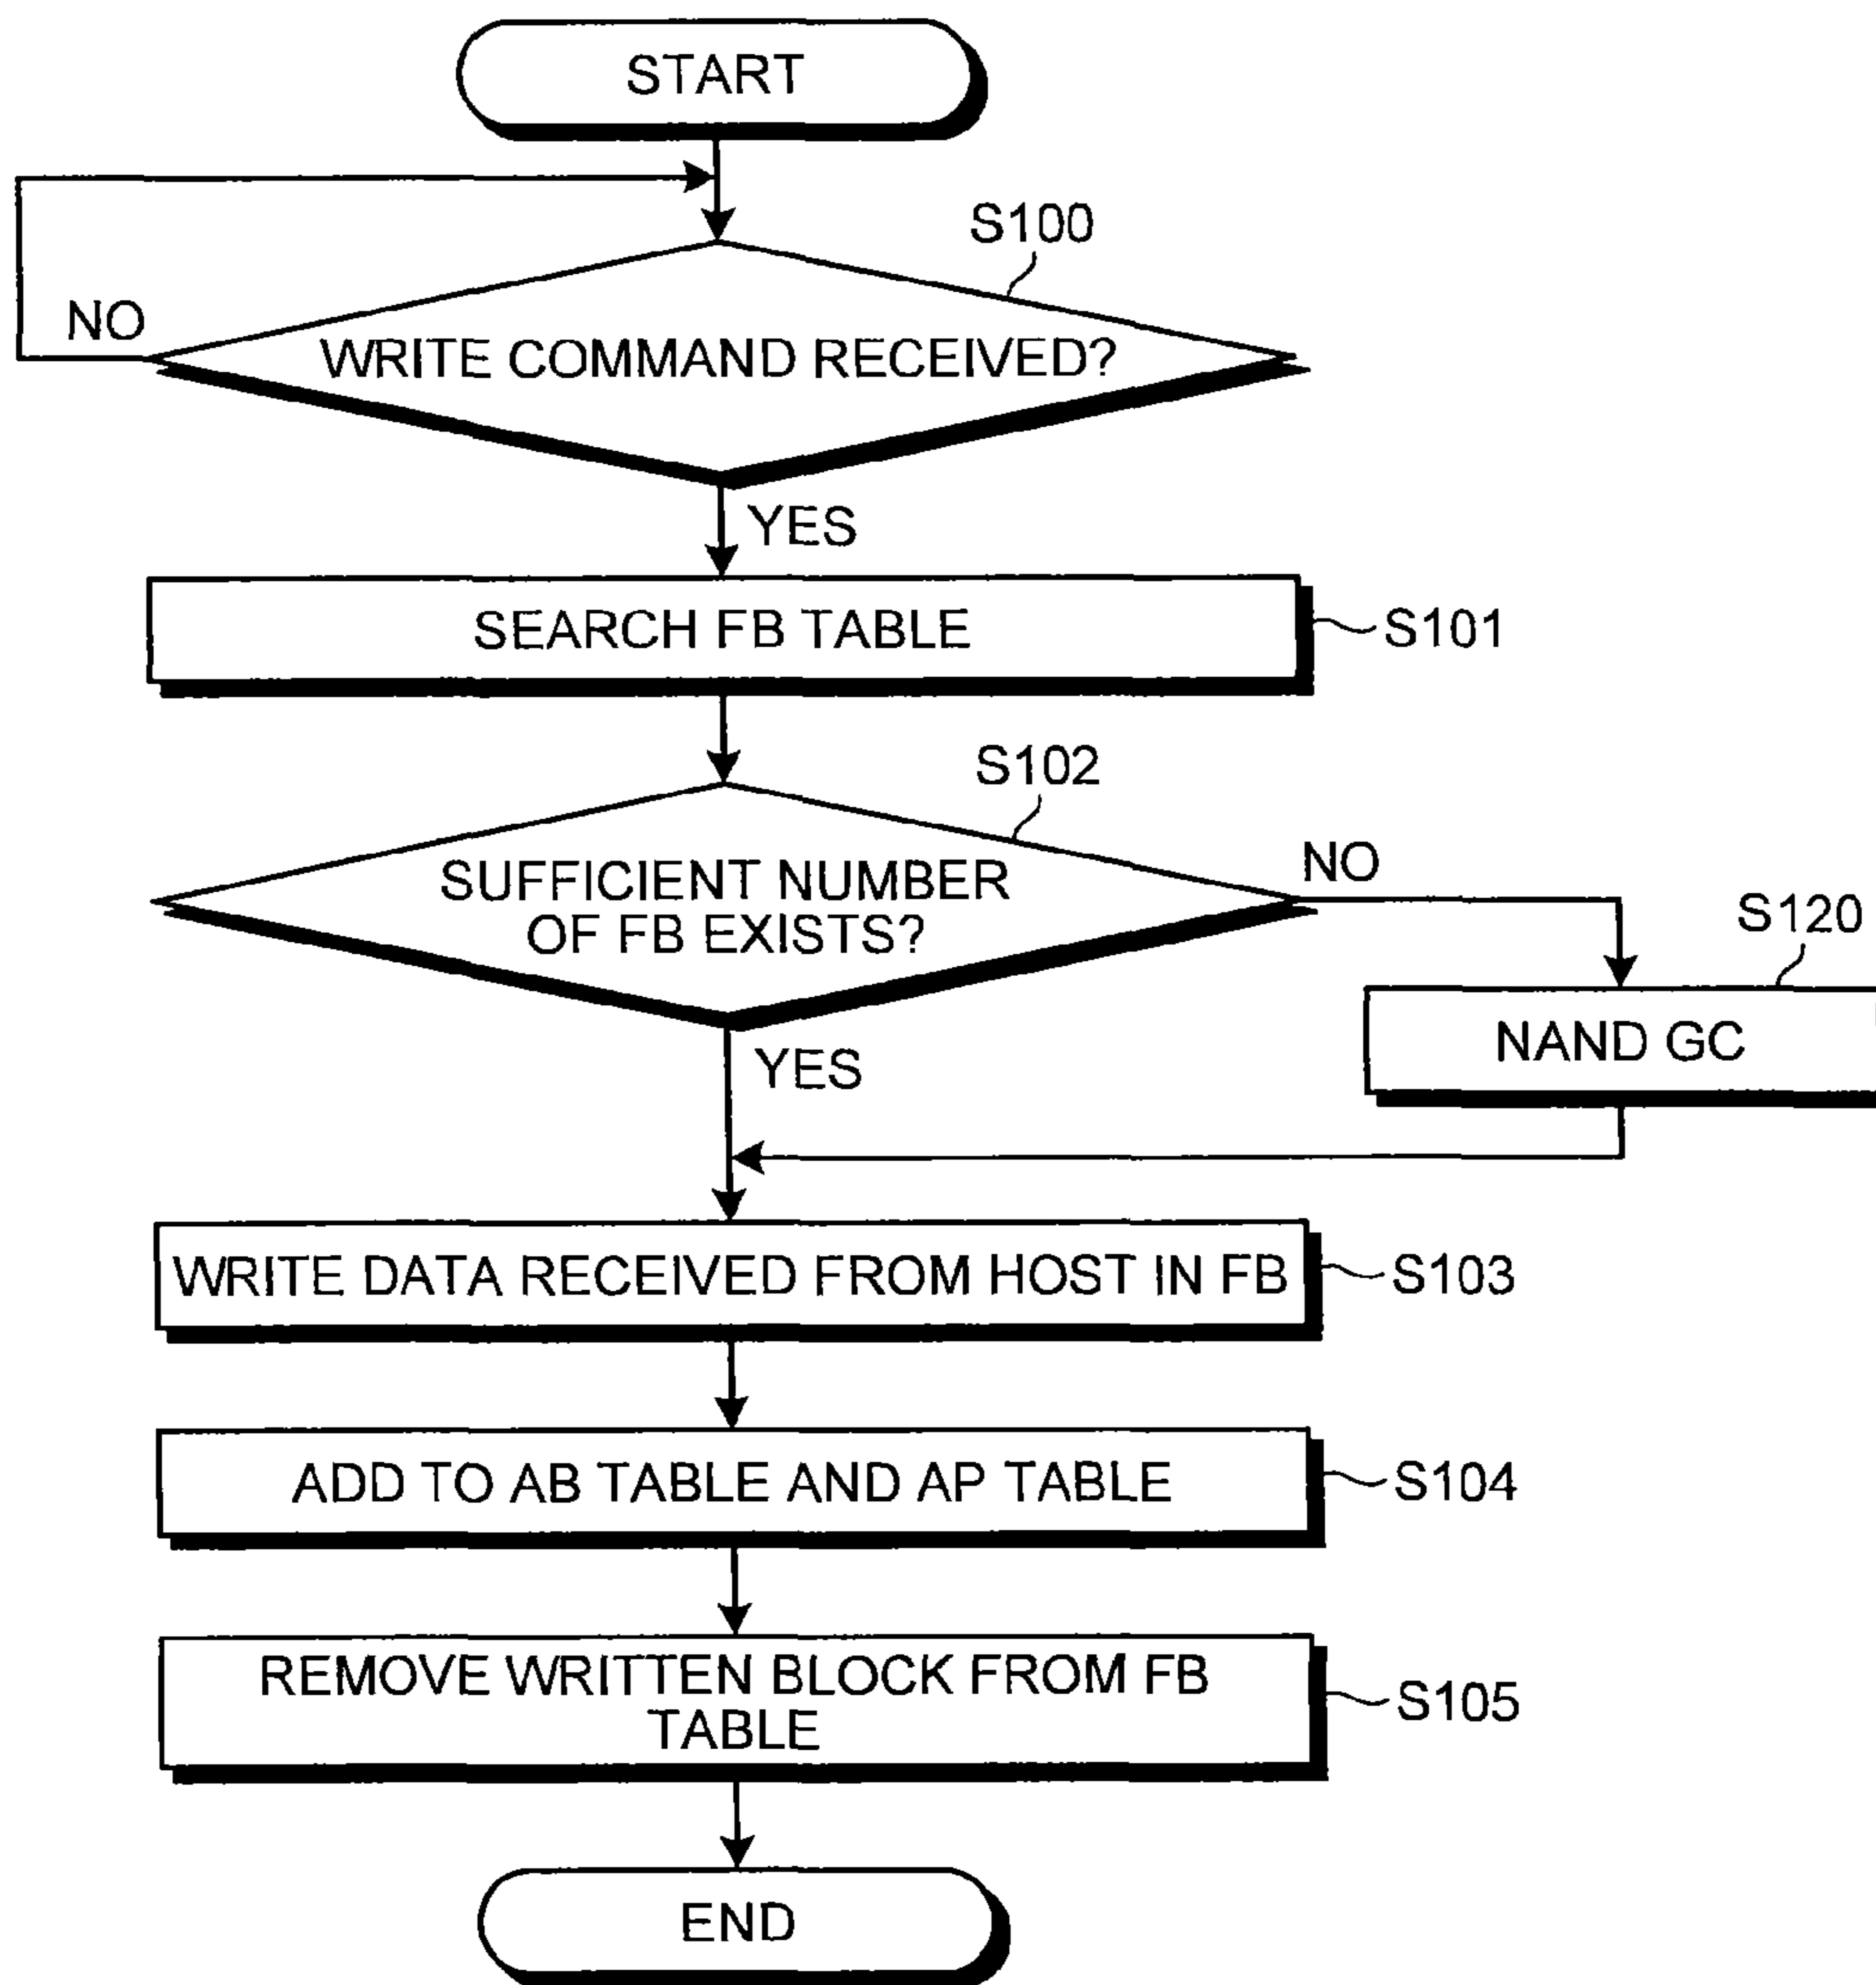 START
S100
NO
WRITE COMMAND RECEIVED?
YES
SEARCH FB TABLE
S101
S102
SUFFICIENT NUMBER
OF FB EXISTS?
NO
S120
NAND GC
YES
WRITE DATA RECEIVED FROM HOST IN FB
S103
ADD TO AB TABLE AND AP TABLE
S104
REMOVE WRITTEN BLOCK FROM FB
TABLE
S105
END